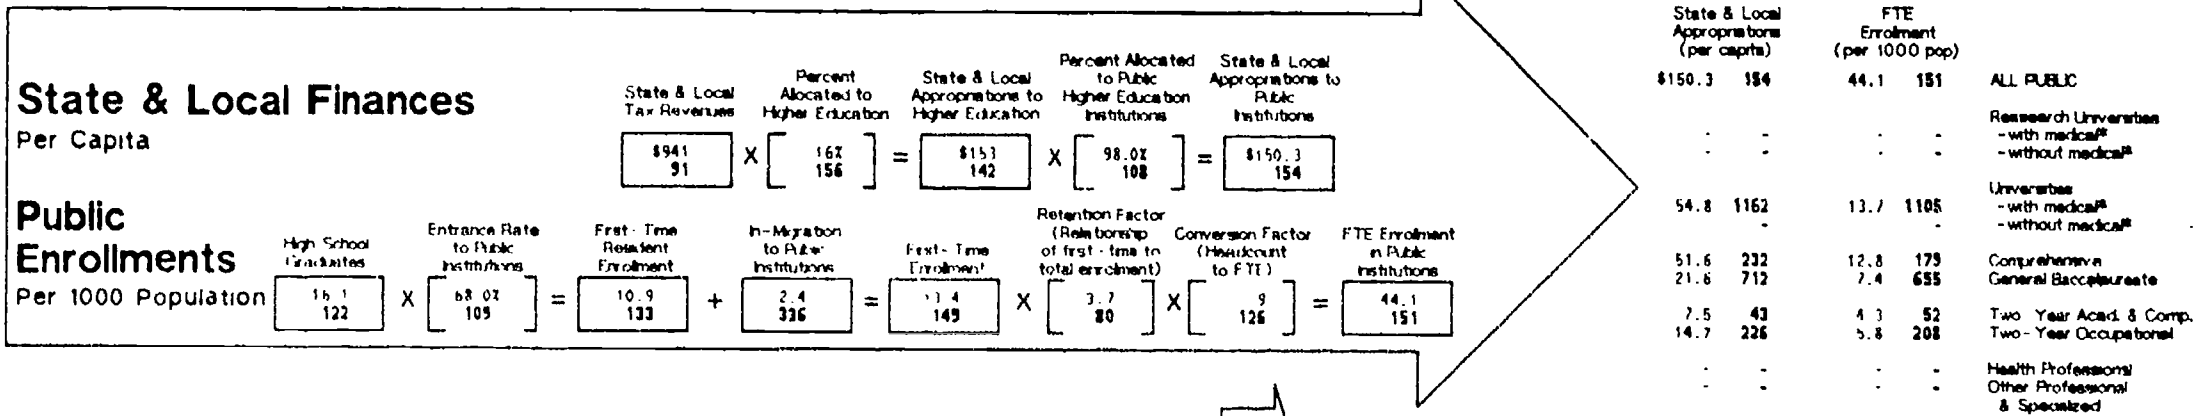 State & Local Finances
Per Capita
State & Local
Tax Revenues
$941
91
X
Percent
Allocated to
Higher Education
16%
156
=
State & Local
Appropriations to
Higher Education
$153
142
X
Percent Allocated
to Public
Higher Education
Institutions
98.0%
108
=
State & Local
Appropriations to
Public
Institutions
$150.3
154
Public
Enrollments
Per 1000 Population
High School
Graduates
16.1
122
X
Entrance Rate
to Public
Institutions
68.0%
109
=
First-Time
Resident
Enrollment
10.9
133
+
In-Migration
to Public
Institutions
2.4
336
=
First-Time
Enrollment
13.4
149
X
Retention Factor
(Relationship
of first-time to
total enrollment)
3.7
80
X
Conversion Factor
(Headcount
to FTE)
.9
126
=
FTE Enrollment
in Public
Institutions
44.1
151
State & Local
Appropriations
(per capita)
FTE
Enrollment
(per 1000 pop)
$150.3 154 44.1 151 ALL PUBLIC
Research Universities
- - - - -with medical*
- - - - -without medical*
Universities
54.8 1162 13.7 1105 -with medical*
- - -without medical*
51.6 232 12.8 179 Comprehensive
21.6 712 7.4 655 General Baccalaureate
7.5 43 4.3 52 Two-Year Acad. & Comp.
14.7 226 5.8 208 Two-Year Occupational
- - - - Health Professional
- - - - Other Professional
& Specialized